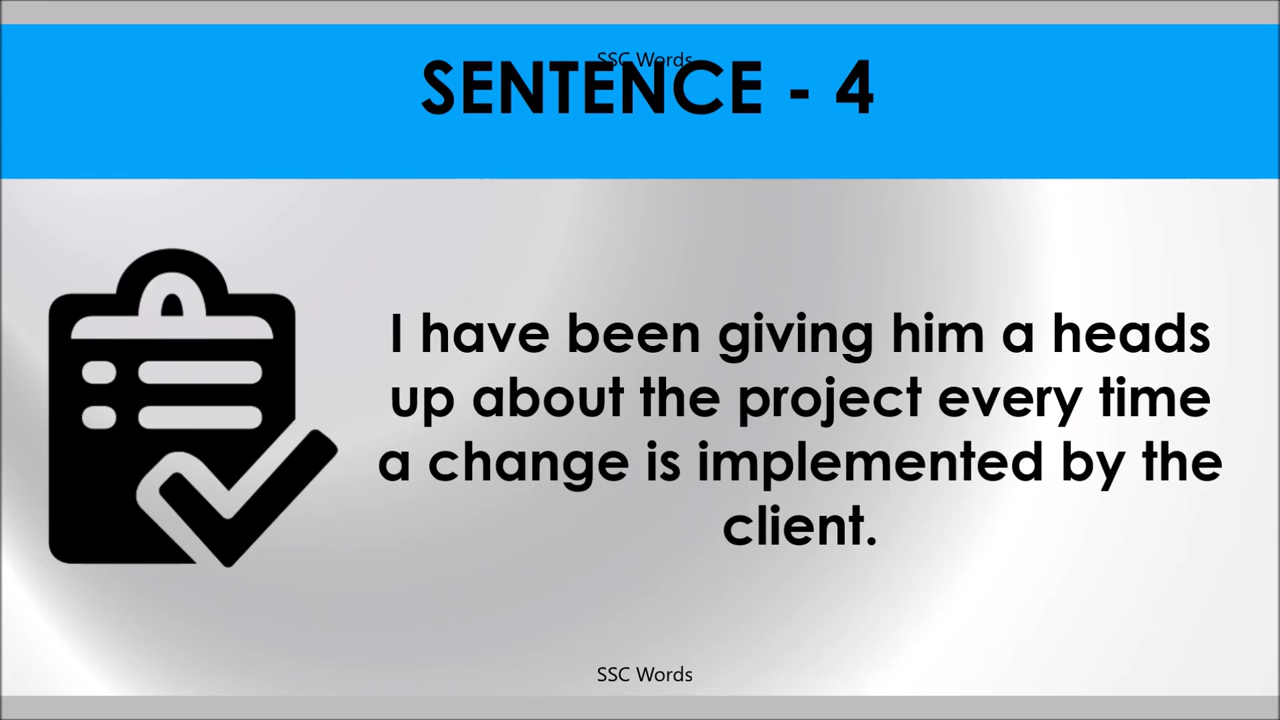 SSC Words
SENTENCE - 4
I have been giving him a heads
up about the project every time
a change is implemented by the
client.
SSC Words